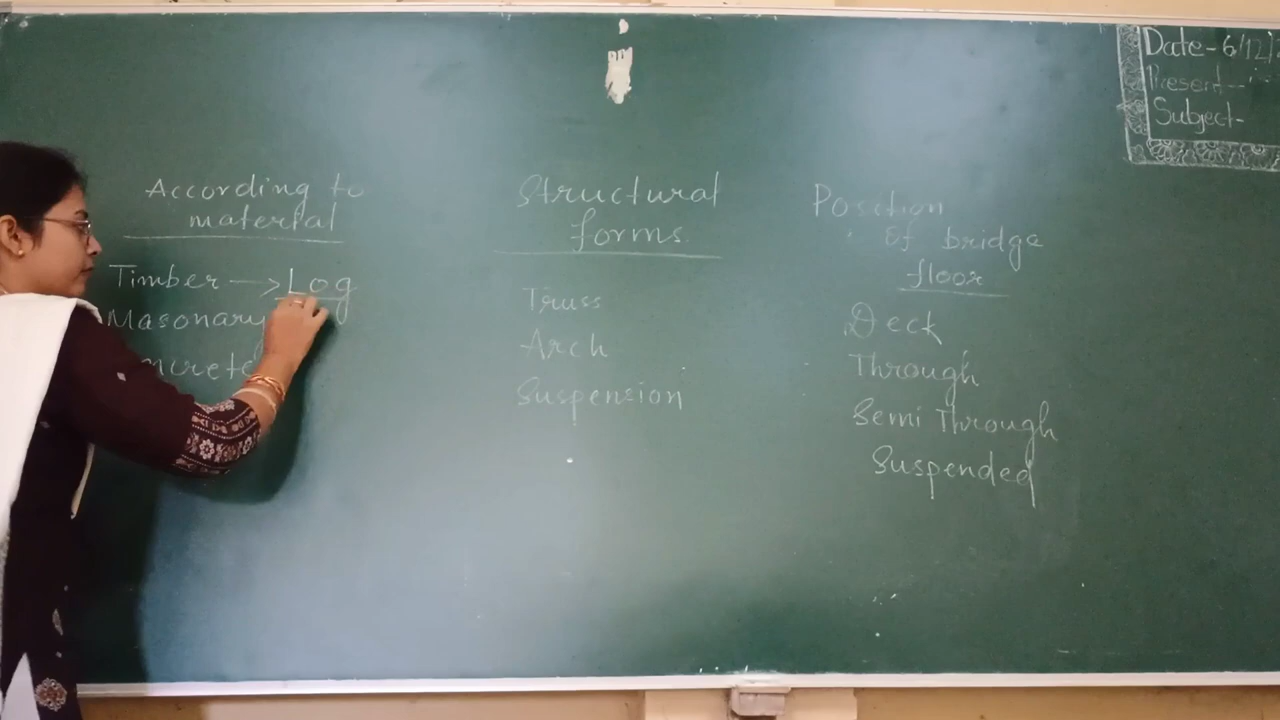 According to
material
Timber → Log
Masonary
ncrete
Structural
forms
Truss
Arch
Suspension
Position
of bridge
floor
Deck
Through
Semi Through
Suspended
Date-6/12/
Present-
Subject-